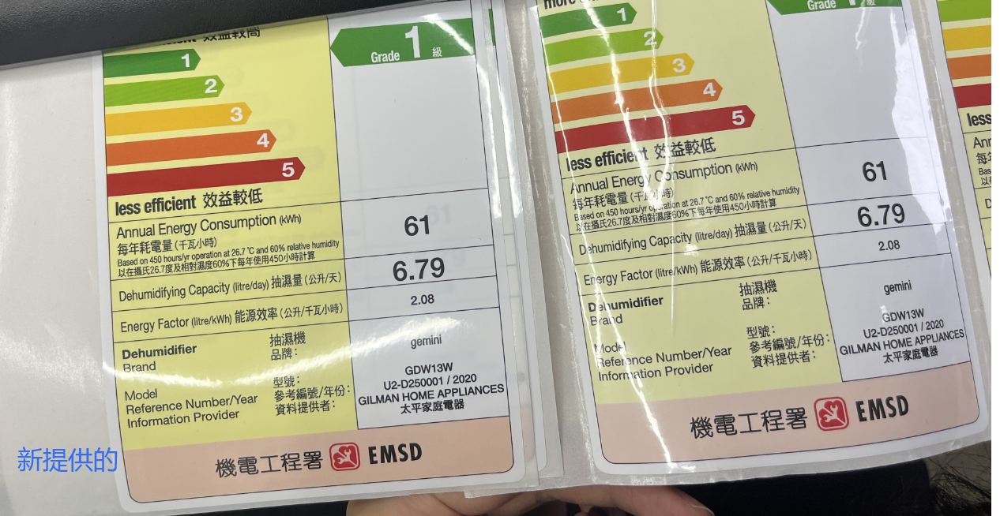 efficient 效益較高
1
2
3
4
5
Grade 1 級
less efficient 效益較低
Annual Energy Consumption (kWh)
每年耗電量 (千瓦小時)
Based on 450 hours/yr operation at 26.7 °C and 60% relative humidity
以在攝氏26.7度及相對濕度60%下每年使用450小時計算
61
Dehumidifying Capacity (litre/day) 抽濕量 (公升/天)
6.79
Energy Factor (litre/kWh) 能源效率 (公升/千瓦小時)
2.08
Dehumidifier 抽濕機
Brand 品牌:
gemini
Model 型號:
GDW13W
Reference Number/Year 參考編號/年份:
U2-D250001 / 2020
Information Provider 資料提供者:
GILMAN HOME APPLIANCES
太平家庭電器
機電工程署 EMSD
新提供的
more
1
2
3
4
5
Grade 1 級
less efficient 效益較低
Annual Energy Consumption (kWh)
每年耗電量 (千瓦小時)
Based on 450 hours/yr operation at 26.7 °C and 60% relative humidity
以在攝氏26.7度及相對濕度60%下每年使用450小時計算
61
Dehumidifying Capacity (litre/day) 抽濕量 (公升/天)
6.79
Energy Factor (litre/kWh) 能源效率 (公升/千瓦小時)
2.08
Dehumidifier 抽濕機
Brand 品牌:
gemini
Model 型號:
GDW13W
Reference Number/Year 參考編號/年份:
U2-D250001 / 2020
Information Provider 資料提供者:
GILMAN HOME APPLIANCES
太平家庭電器
機電工程署 EMSD
less